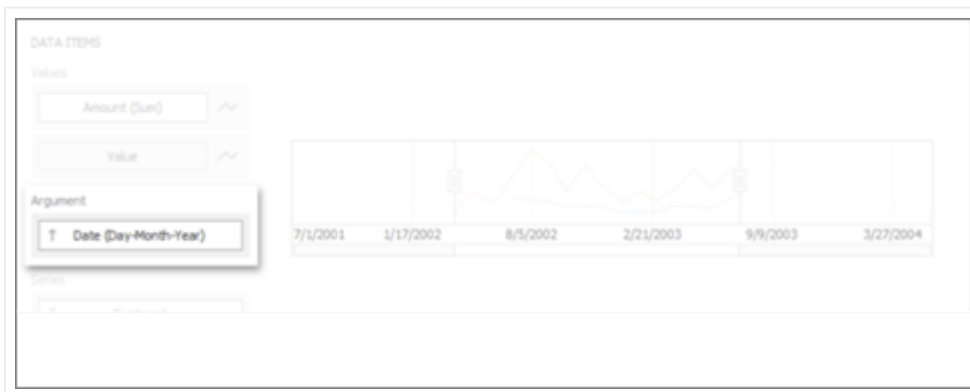 DATA ITEMS
Values
Amount (Sum)
Value
Argument
↑ Date (Day-Month-Year)
7/1/2001 1/17/2002 8/5/2002 2/21/2003 9/9/2003 3/27/2004
Series